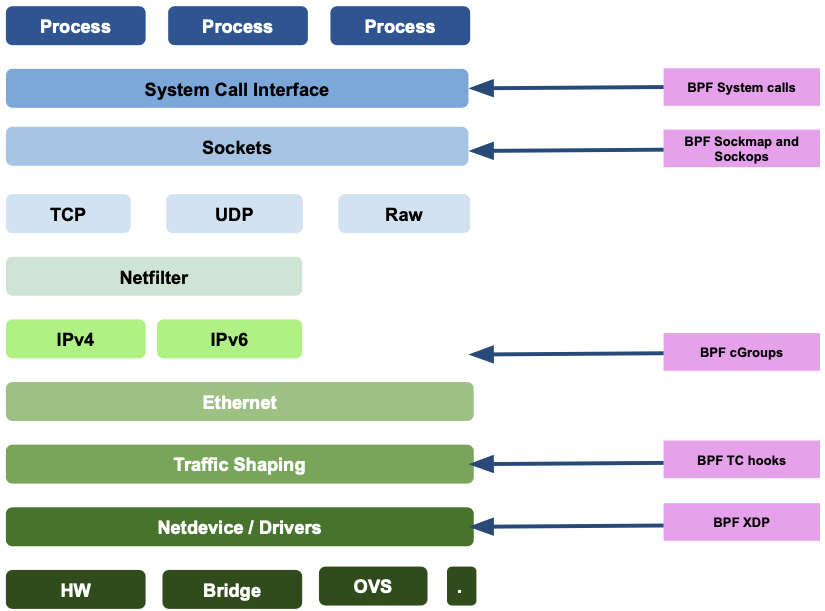 Process
Process
Process
System Call Interface
BPF System calls
Sockets
BPF Sockmap and
Sockops
TCP
UDP
Raw
Netfilter
IPv4
IPv6
BPF cGroups
Ethernet
Traffic Shaping
BPF TC hooks
Netdevice / Drivers
BPF XDP
HW
Bridge
OVS
.